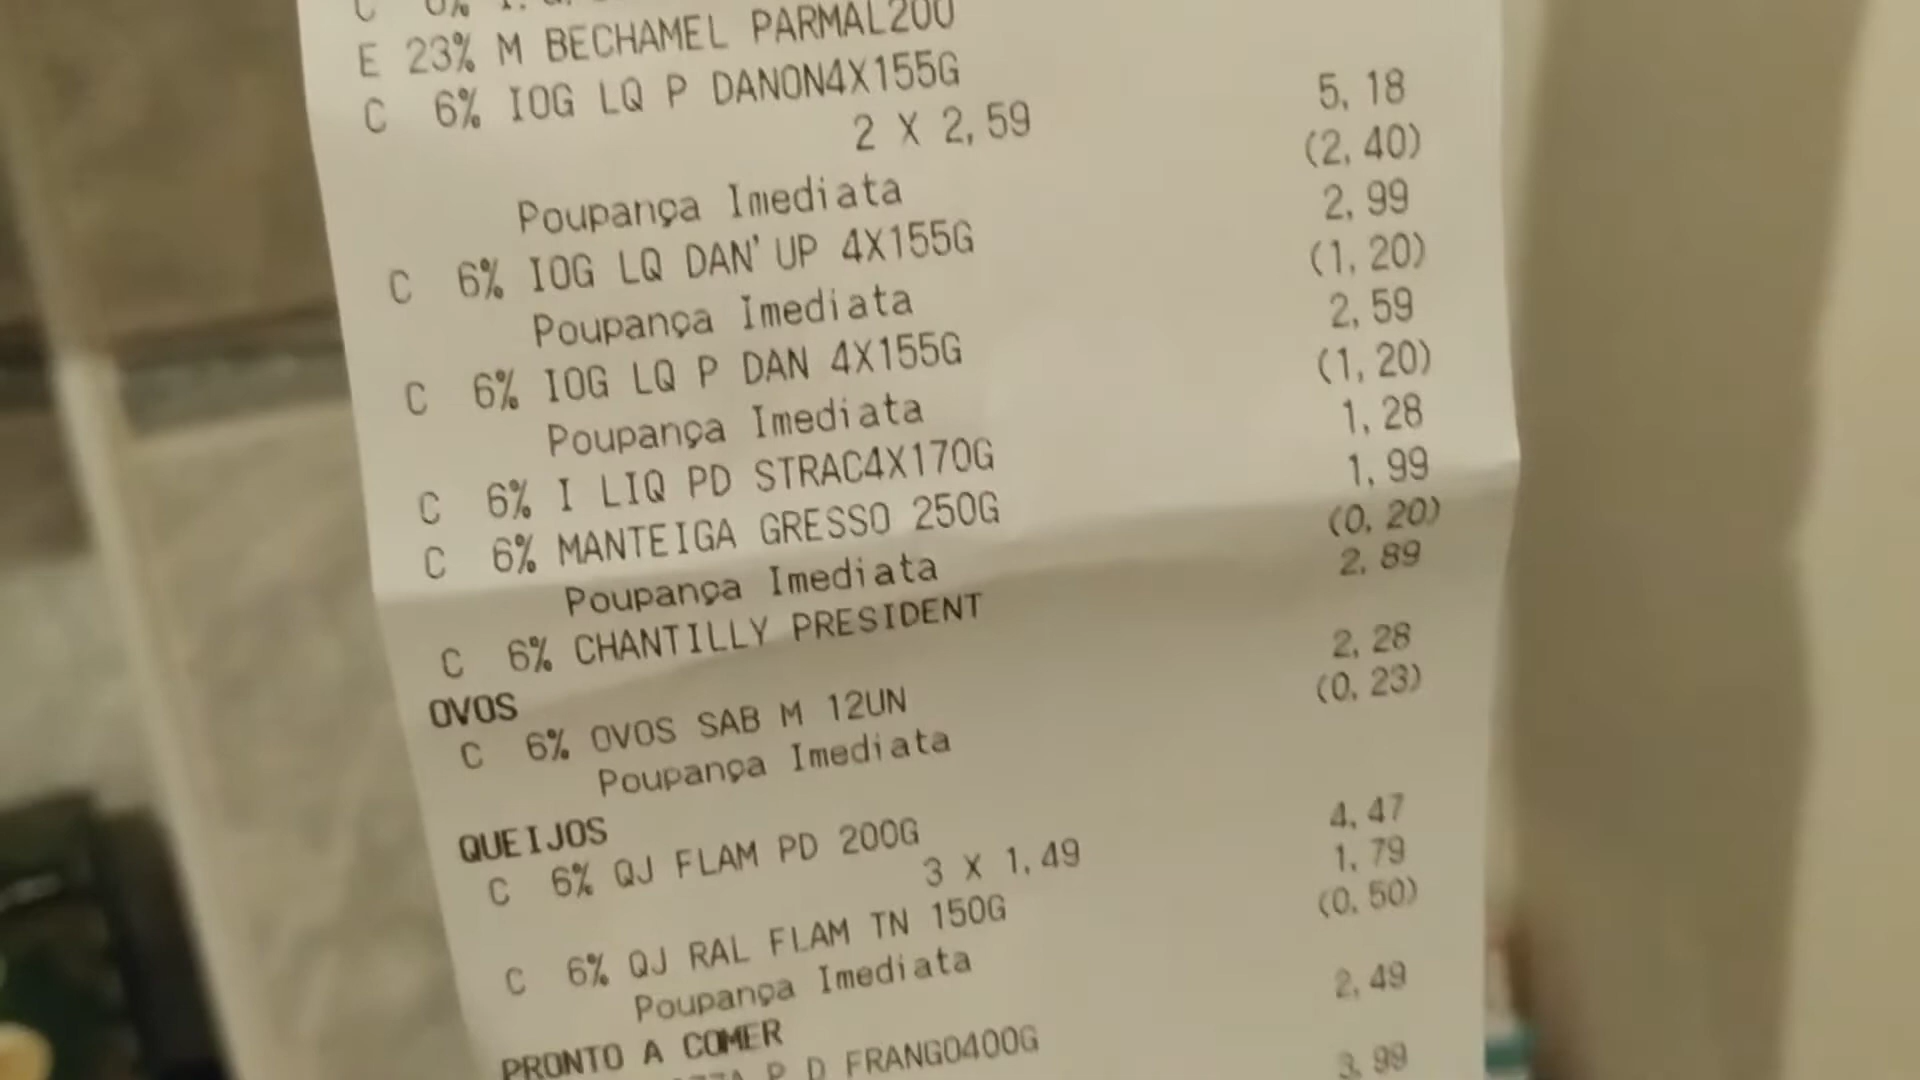 E 23% M BECHAMEL PARMAL200
C 6% IOG LQ P DANON4X155G
2 X 2,59 5,18
Poupança Imediata (2,40)
C 6% IOG LQ DAN'UP 4X155G 2,99
Poupança Imediata (1,20)
C 6% IOG LQ P DAN 4X155G 2,59
Poupança Imediata (1,20)
C 6% I LIQ PD STRAC4X170G 1,28
C 6% MANTEIGA GRESSO 250G 1,99
Poupança Imediata (0,20)
C 6% CHANTILLY PRESIDENT 2,89
OVOS
C 6% OVOS SAB M 12UN 2,28
Poupança Imediata (0,23)
QUEIJOS
C 6% QJ FLAM PD 200G
3 X 1,49 4,47
C 6% QJ RAL FLAM TN 150G 1,79
Poupança Imediata (0,50)
PRONTO A COMER
P D FRANGO400G 2,49
3,99